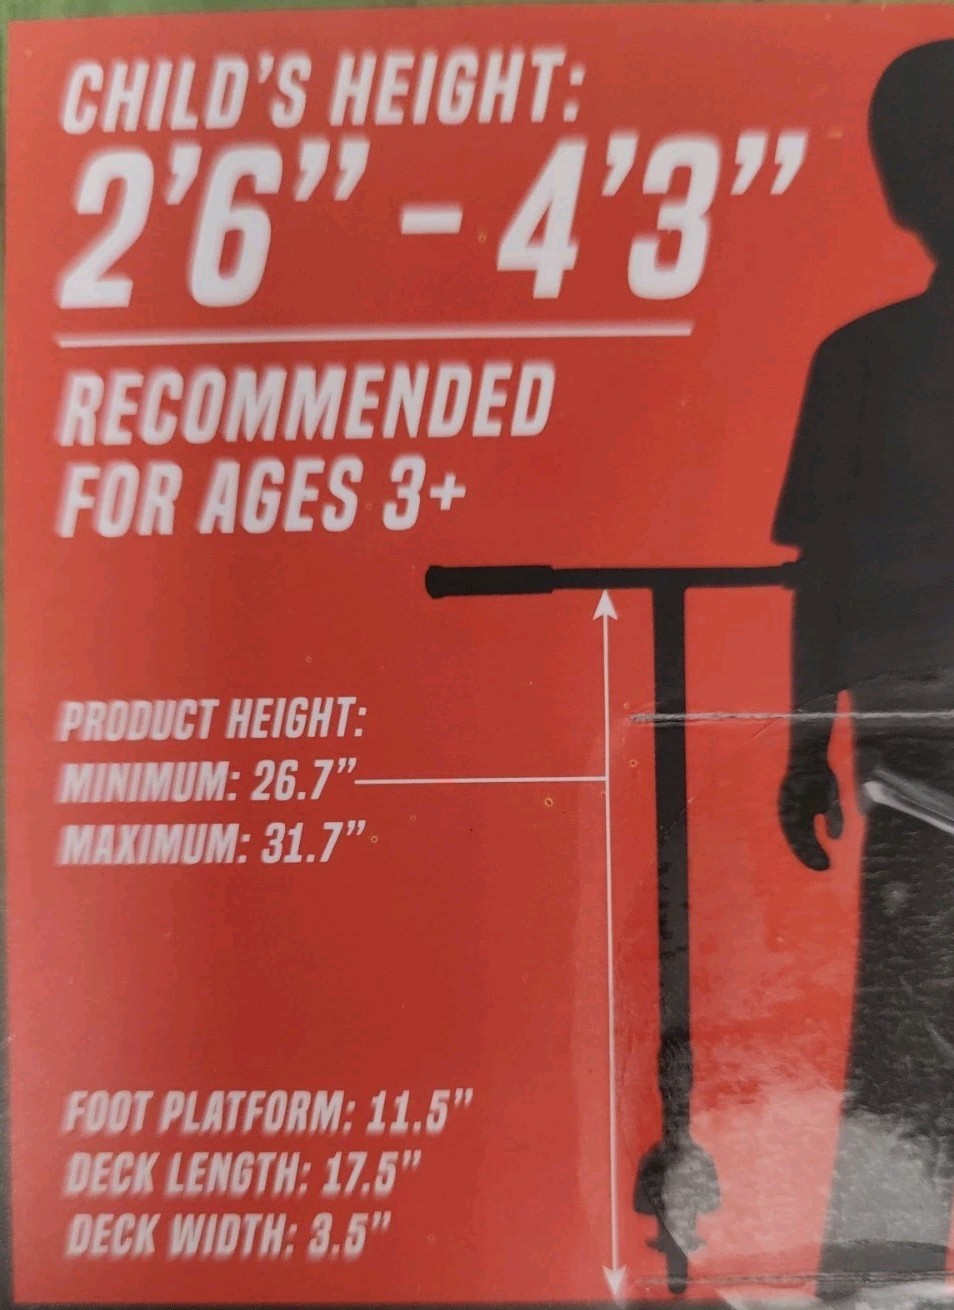 CHILD'S HEIGHT:
2'6" - 4'3"
RECOMMENDED
FOR AGES 3+
PRODUCT HEIGHT:
MINIMUM: 26.7"
MAXIMUM: 31.7"
FOOT PLATFORM: 11.5"
DECK LENGTH: 17.5"
DECK WIDTH: 3.5"